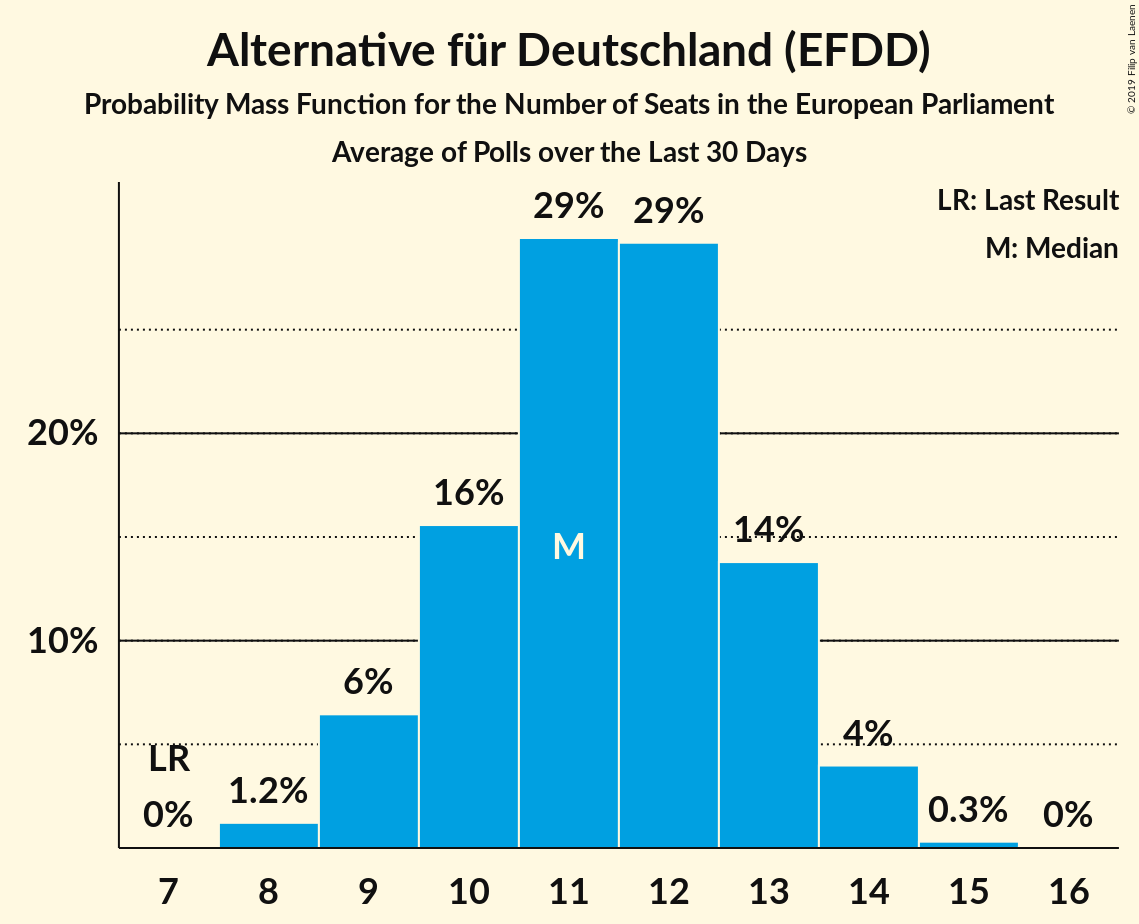 Alternative für Deutschland (EFDD)
Probability Mass Function for the Number of Seats in the European Parliament
Average of Polls over the Last 30 Days
© 2019 Filip van Laenen
LR: Last Result
M: Median
29%
29%
20%
16%
14%
M
10%
6%
4%
LR
1.2%
0.3%
0%
0%
7 8 9 10 11 12 13 14 15 16